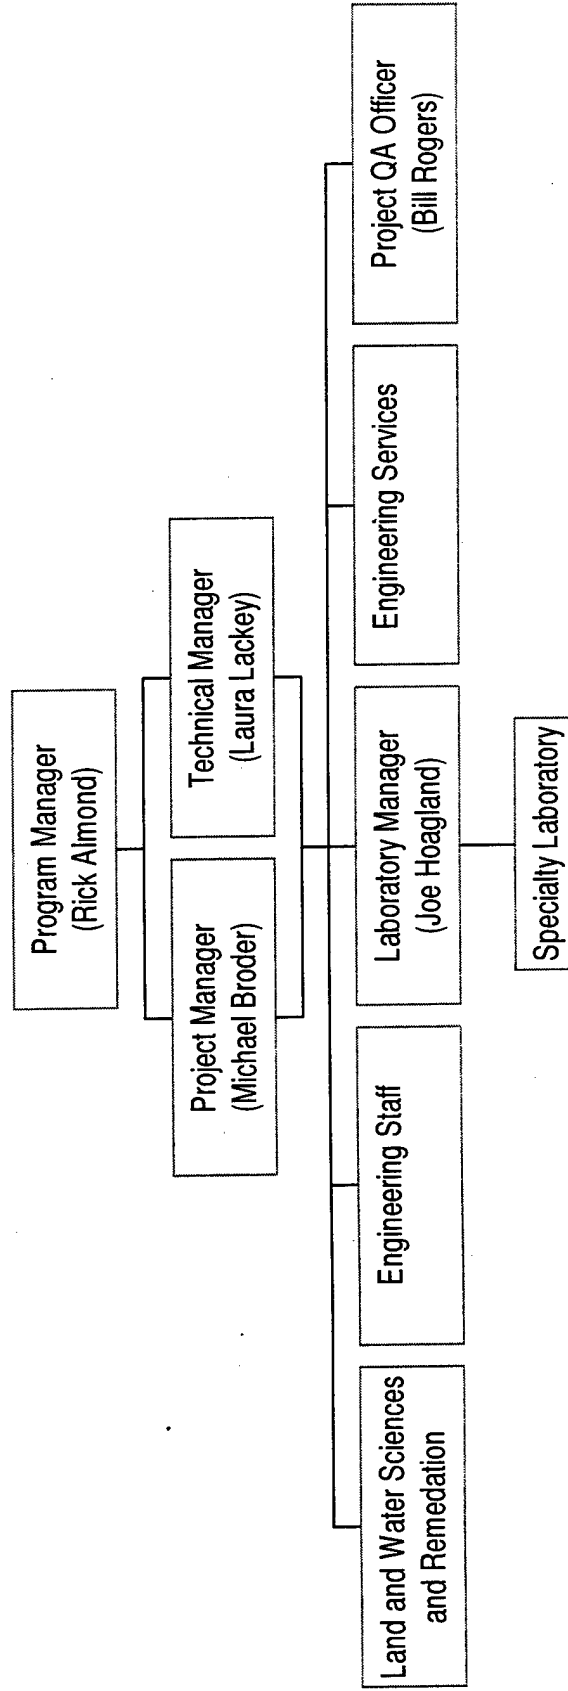 Program Manager
(Rick Almond)
Project Manager
(Michael Broder)
Technical Manager
(Laura Lackey)
Land and Water Sciences
and Remedation
Engineering Staff
Laboratory Manager
(Joe Hoagland)
Engineering Services
Project QA Officer
(Bill Rogers)
Specialty Laboratory